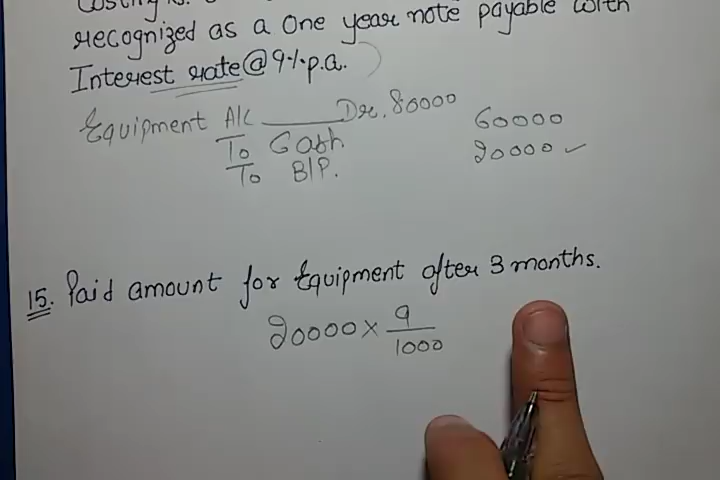 recognized as a one year note payable with
Interest rate@9%p.a.
Equipment A/c ______ Dr. 80000
To Cash 60000
To B/P. 20000 ✓
15. Paid amount for Equipment after 3 months.
20000 × 9/1000